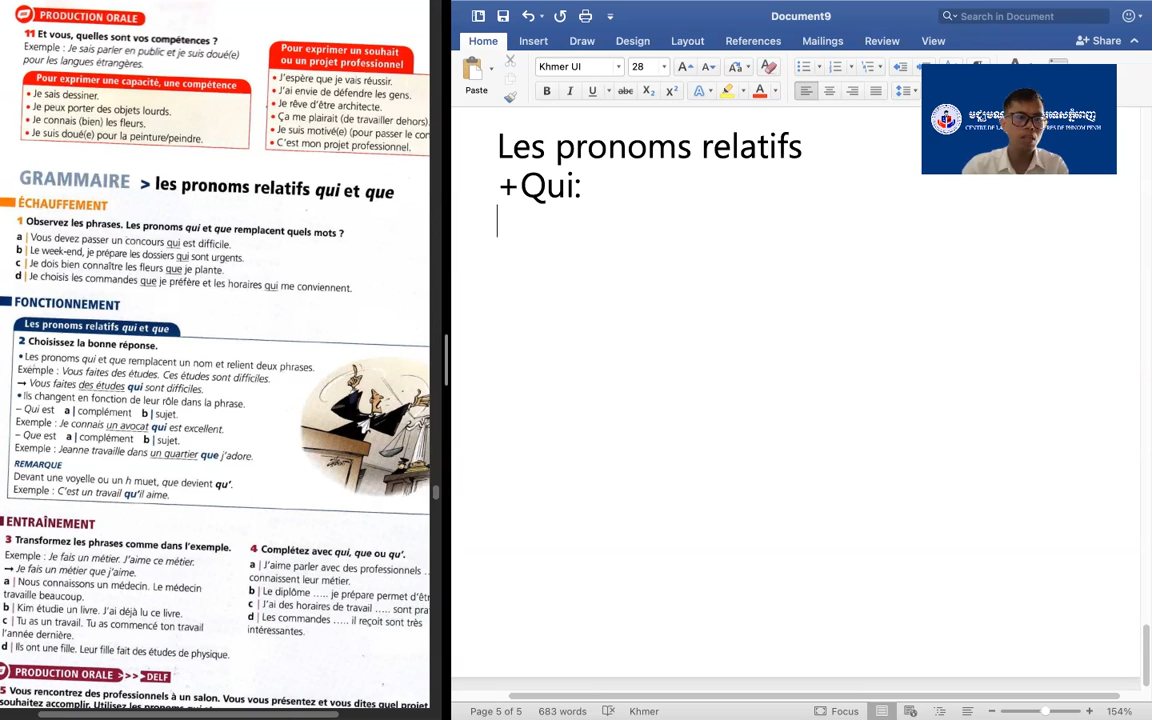 PRODUCTION ORALE
11 Et vous, quelles sont vos compétences ?
Exemple : Je sais parler en public et je suis doué(e)
pour les langues étrangères.
Pour exprimer une capacité, une compétence
• Je sais dessiner.
• Je peux porter des objets lourds.
• Je connais (bien) les fleurs.
• Je suis doué(e) pour la peinture/peindre.
Pour exprimer un souhait
ou un projet professionnel
• J'espère que je vais réussir.
• J'ai envie de défendre les gens.
• Je rêve d'être architecte.
• Ça me plairait (de travailler dehors).
• Je suis motivé(e) (pour passer le con
• C'est mon projet professionnel.
GRAMMAIRE > les pronoms relatifs qui et que
ÉCHAUFFEMENT
1 Observez les phrases. Les pronoms qui et que remplacent quels mots ?
a | Vous devez passer un concours qui est difficile.
b | Le week-end, je prépare les dossiers qui sont urgents.
c | Je dois bien connaître les fleurs que je plante.
d | Je choisis les commandes que je préfère et les horaires qui me conviennent.
FONCTIONNEMENT
Les pronoms relatifs qui et que
2 Choisissez la bonne réponse.
• Les pronoms qui et que remplacent un nom et relient deux phrases.
Exemple : Vous faites des études. Ces études sont difficiles.
→ Vous faites des études qui sont difficiles.
• Ils changent en fonction de leur rôle dans la phrase.
– Qui est a | complément b | sujet.
Exemple : Je connais un avocat qui est excellent.
– Que est a | complément b | sujet.
Exemple : Jeanne travaille dans un quartier que j'adore.
REMARQUE
Devant une voyelle ou un h muet, que devient qu'.
Exemple : C'est un travail qu'il aime.
ENTRAÎNEMENT
3 Transformez les phrases comme dans l'exemple.
Exemple : Je fais un métier. J'aime ce métier.
→ Je fais un métier que j'aime.
a | Nous connaissons un médecin. Le médecin
travaille beaucoup.
b | Kim étudie un livre. J'ai déjà lu ce livre.
c | Tu as un travail. Tu as commencé ton travail
l'année dernière.
d | Ils ont une fille. Leur fille fait des études de physique.
4 Complétez avec qui, que ou qu'.
a | J'aime parler avec des professionnels ..
connaissent leur métier.
b | Le diplôme ..... je prépare permet d'êtr
c | J'ai des horaires de travail ..... sont pra
d | Les commandes ..... il reçoit sont très
intéressantes.
PRODUCTION ORALE >>> DELF
5 Vous rencontrez des professionnels à un salon. Vous vous présentez et vous dites quel projet
Document9
Search in Document
Home Insert Draw Design Layout References Mailings Review View Share
Paste
Khmer UI 28
B I U abc X₂ X²
Les pronoms relatifs
+Qui:
Page 5 of 5 683 words Khmer Focus 154%